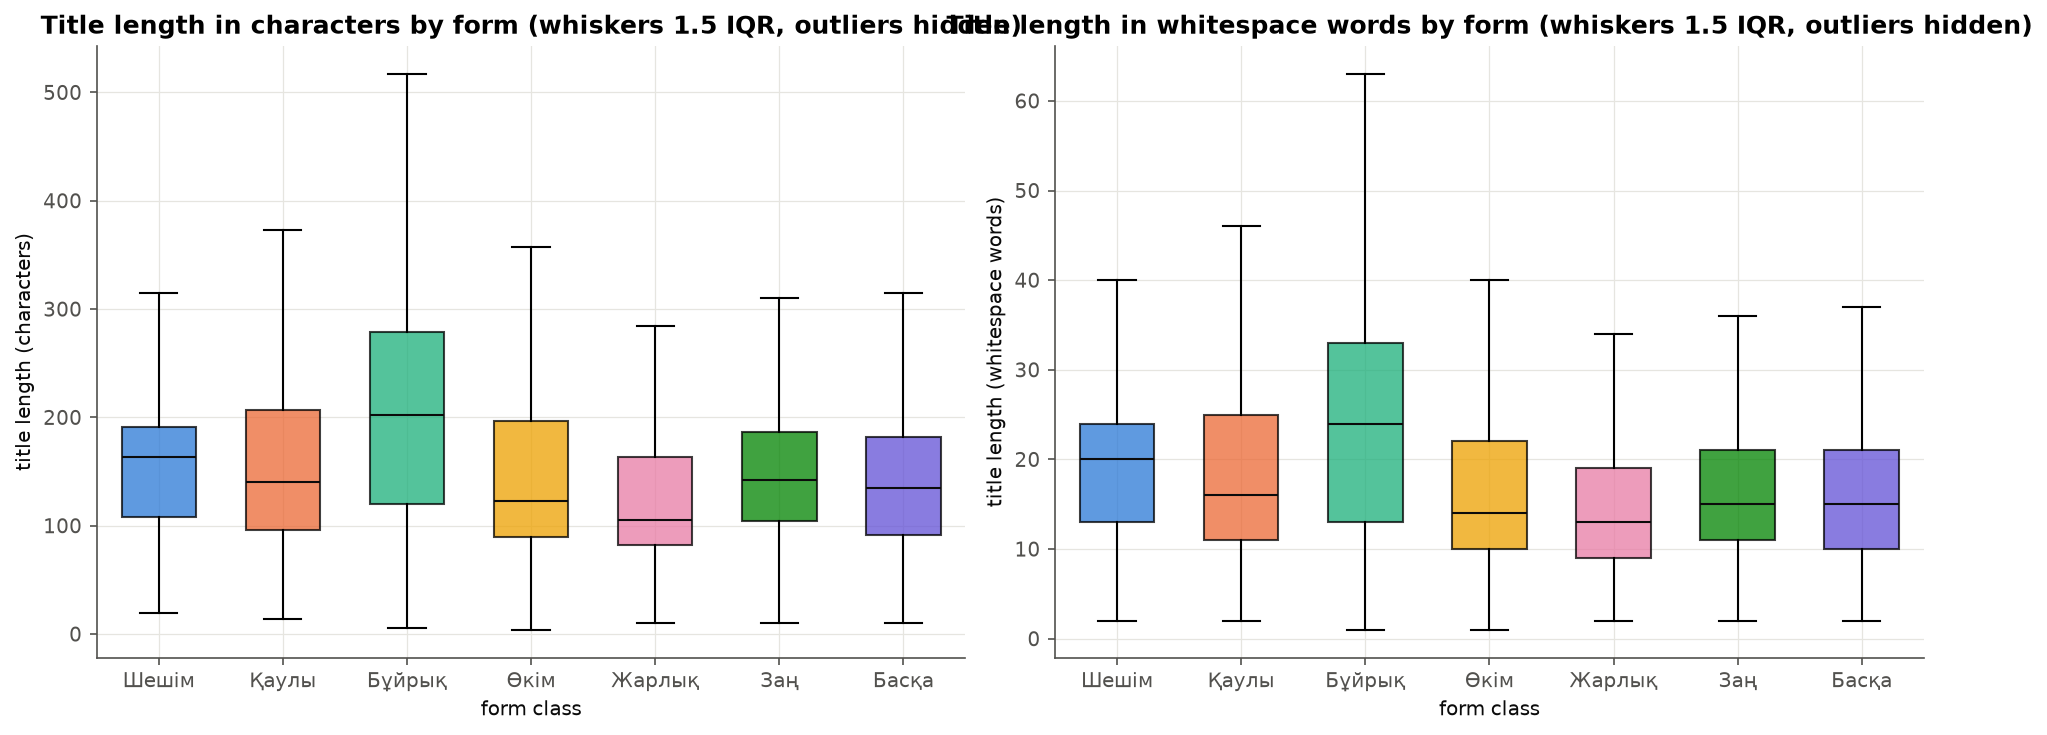 Title length in characters by form (whiskers 1.5 IQR, outliers hidden)
title length (characters)
500
400
300
200
100
0
Шешім Қаулы Бұйрық Өкім Жарлық Заң Басқа
form class
Title length in whitespace words by form (whiskers 1.5 IQR, outliers hidden)
title length (whitespace words)
60
50
40
30
20
10
0
Шешім Қаулы Бұйрық Өкім Жарлық Заң Басқа
form class